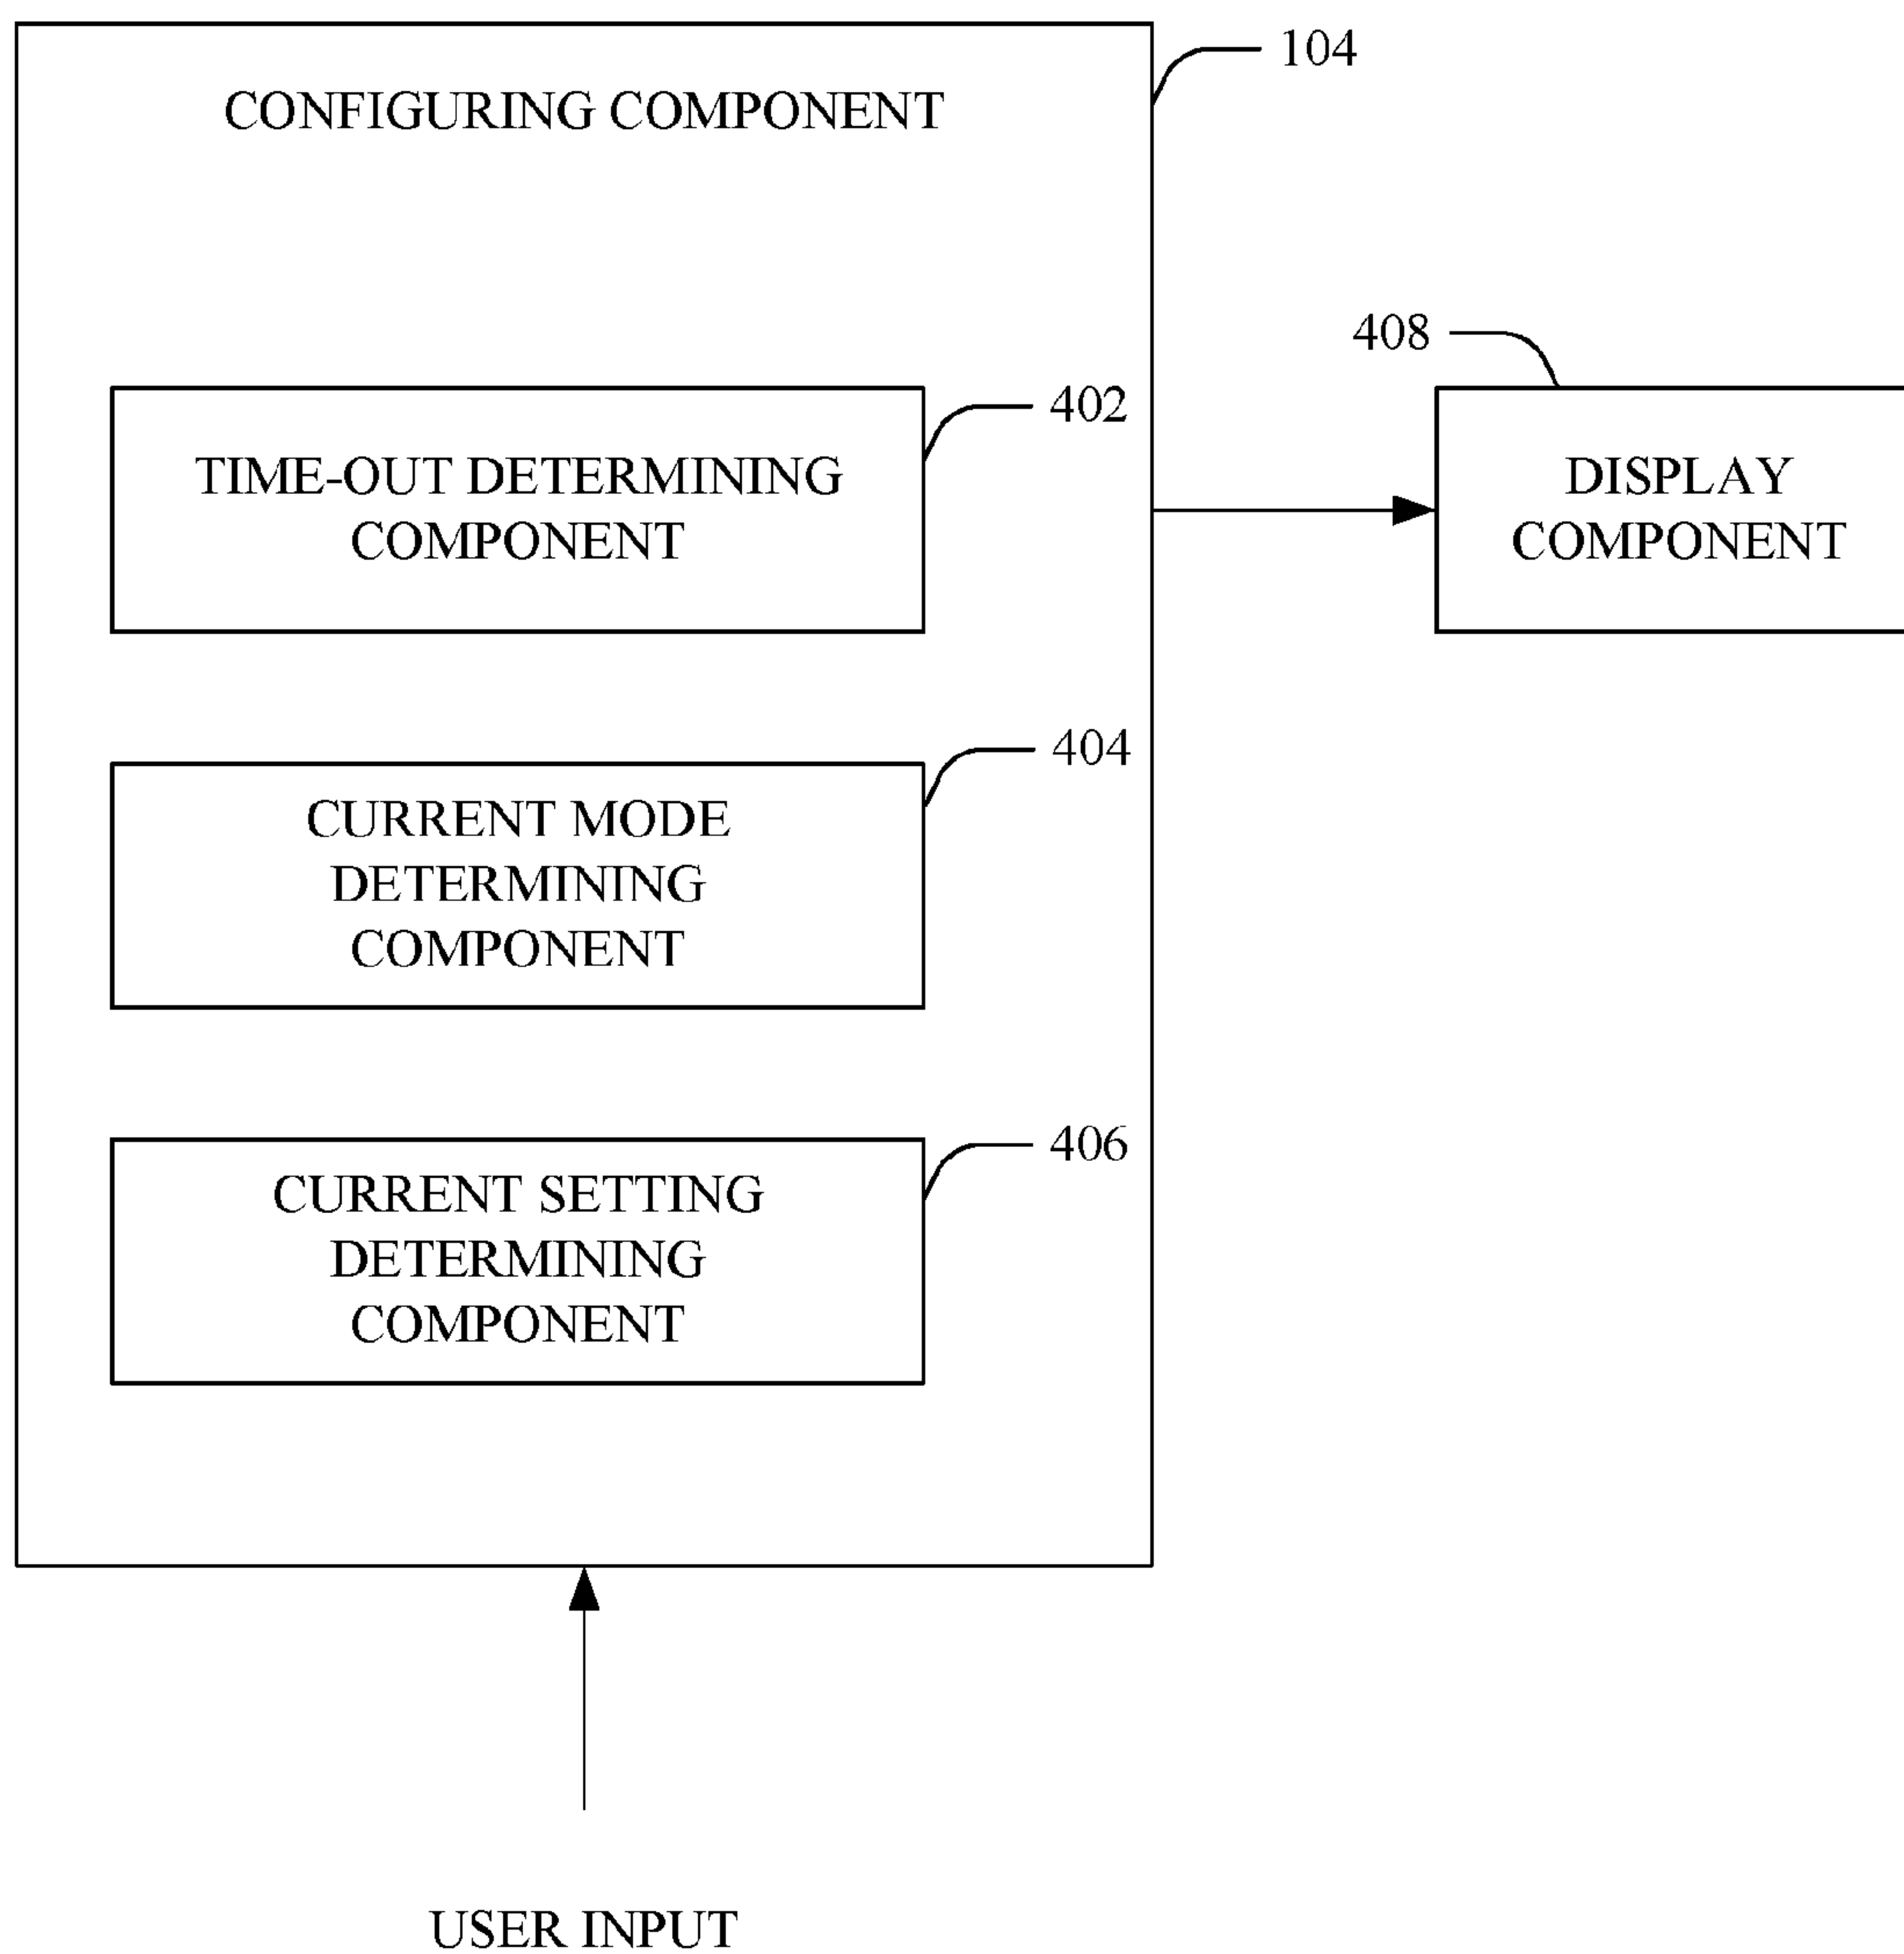 104
CONFIGURING COMPONENT
408
402
TIME-OUT DETERMINING
COMPONENT
DISPLAY
COMPONENT
404
CURRENT MODE
DETERMINING
COMPONENT
406
CURRENT SETTING
DETERMINING
COMPONENT
USER INPUT